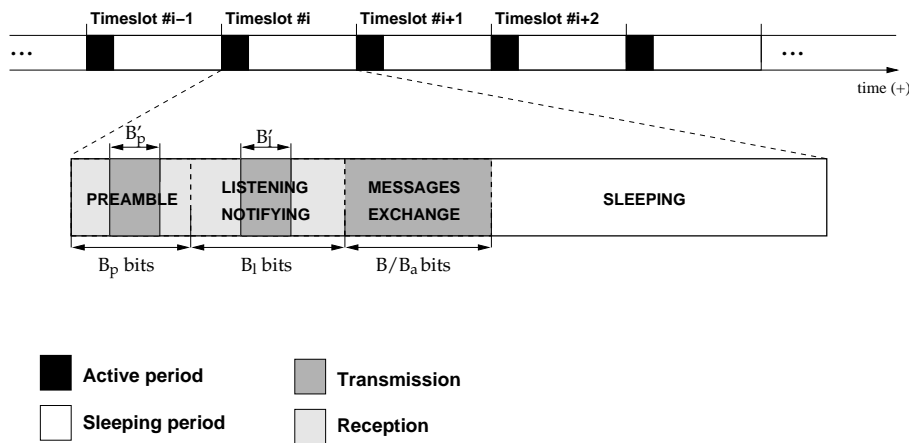 Timeslot #i−1 Timeslot #i Timeslot #i+1 Timeslot #i+2
... ...
time (+)
B′p B′l
PREAMBLE LISTENING NOTIFYING MESSAGES EXCHANGE SLEEPING
Bp bits Bl bits B/Ba bits
Active period Transmission
Sleeping period Reception